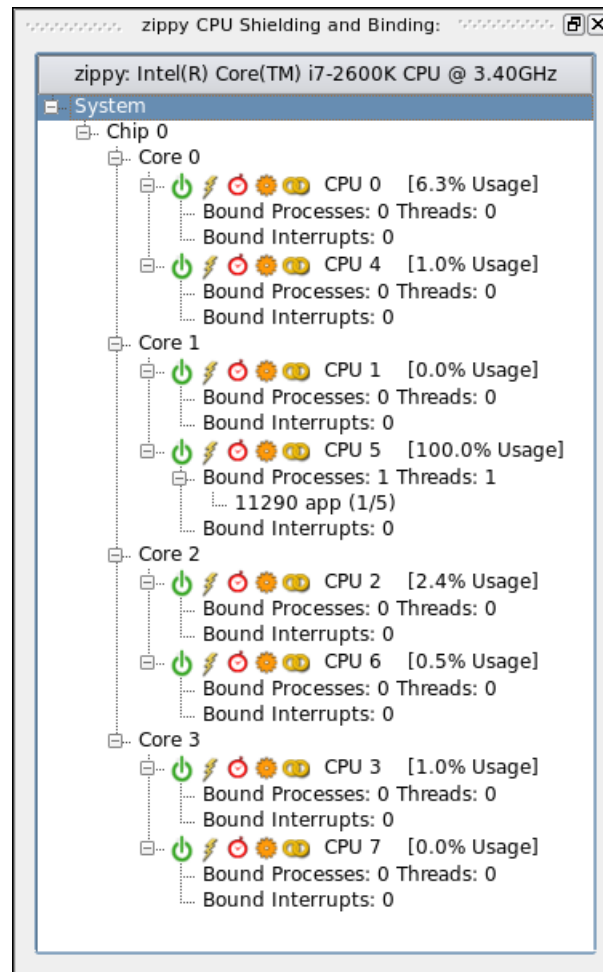 zippy CPU Shielding and Binding:
zippy: Intel(R) Core(TM) i7-2600K CPU @ 3.40GHz
System
Chip 0
Core 0
CPU 0 [6.3% Usage]
Bound Processes: 0 Threads: 0
Bound Interrupts: 0
CPU 4 [1.0% Usage]
Bound Processes: 0 Threads: 0
Bound Interrupts: 0
Core 1
CPU 1 [0.0% Usage]
Bound Processes: 0 Threads: 0
Bound Interrupts: 0
CPU 5 [100.0% Usage]
Bound Processes: 1 Threads: 1
11290 app (1/5)
Bound Interrupts: 0
Core 2
CPU 2 [2.4% Usage]
Bound Processes: 0 Threads: 0
Bound Interrupts: 0
CPU 6 [0.5% Usage]
Bound Processes: 0 Threads: 0
Bound Interrupts: 0
Core 3
CPU 3 [1.0% Usage]
Bound Processes: 0 Threads: 0
Bound Interrupts: 0
CPU 7 [0.0% Usage]
Bound Processes: 0 Threads: 0
Bound Interrupts: 0